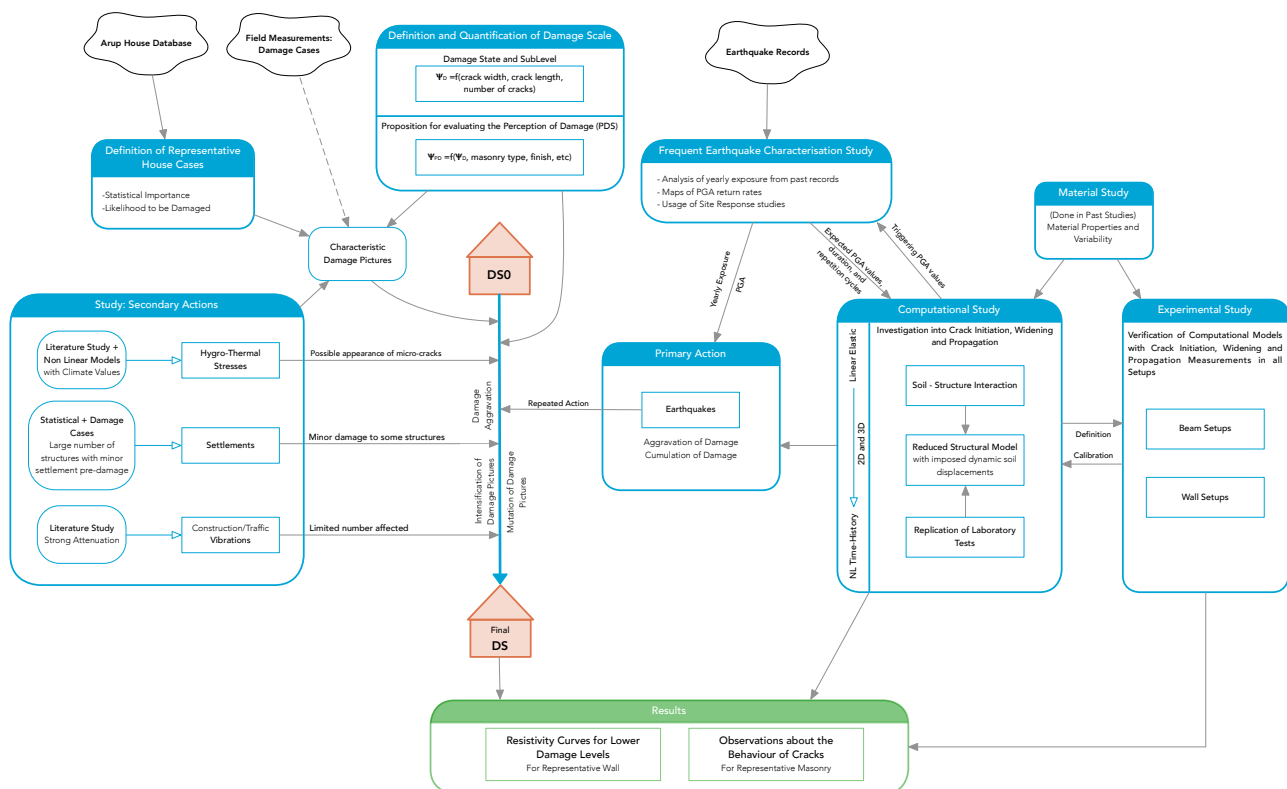 Arup House Database
Field Measurements:
Damage Cases
Definition and Quantification of Damage Scale
Damage State and SubLevel
ΨD =f(crack width, crack length,
number of cracks)
Proposition for evaluating the Perception of Damage (PDS)
ΨPD =f(ΨD, masonry type, finish, etc)
Earthquake Records
Definition of Representative
House Cases
-Statistical Importance
-Likelihood to be Damaged
Frequent Earthquake Characterisation Study
- Analysis of yearly exposure from past records
- Maps of PGA return rates
- Usage of Site Response studies
Material Study
(Done in Past Studies)
Material Properties and
Variability
Characteristic
Damage Pictures
DS0
Yearly Exposure
PGA
Expected PGA values,
duration, and
repetition cycles
Triggering PGA values
Study: Secondary Actions
Literature Study +
Non Linear Models
with Climate Values
Hygro-Thermal
Stresses
Possible appearance of micro-cracks
Statistical + Damage
Cases
Large number of
structures with minor
settlement pre-damage
Settlements
Minor damage to some structures
Literature Study
Strong Attenuation
Construction/Traffic
Vibrations
Limited number affected
Damage
Aggravation
Intensification of
Damage Pictures
Mutation of Damage
Pictures
Primary Action
Repeated Action
Earthquakes
Aggravation of Damage
Cumulation of Damage
Computational Study
Linear Elastic
2D and 3D
NL Time-History
Investigation into Crack Initiation, Widening
and Propagation
Soil - Structure Interaction
Reduced Structural Model
with imposed dynamic soil
displacements
Replication of Laboratory
Tests
Definition
Calibration
Experimental Study
Verification of Computational Models
with Crack Initiation, Widening and
Propagation Measurements in all
Setups
Beam Setups
Wall Setups
Final
DS
Results
Resistivity Curves for Lower
Damage Levels
For Representative Wall
Observations about the
Behaviour of Cracks
For Representative Masonry